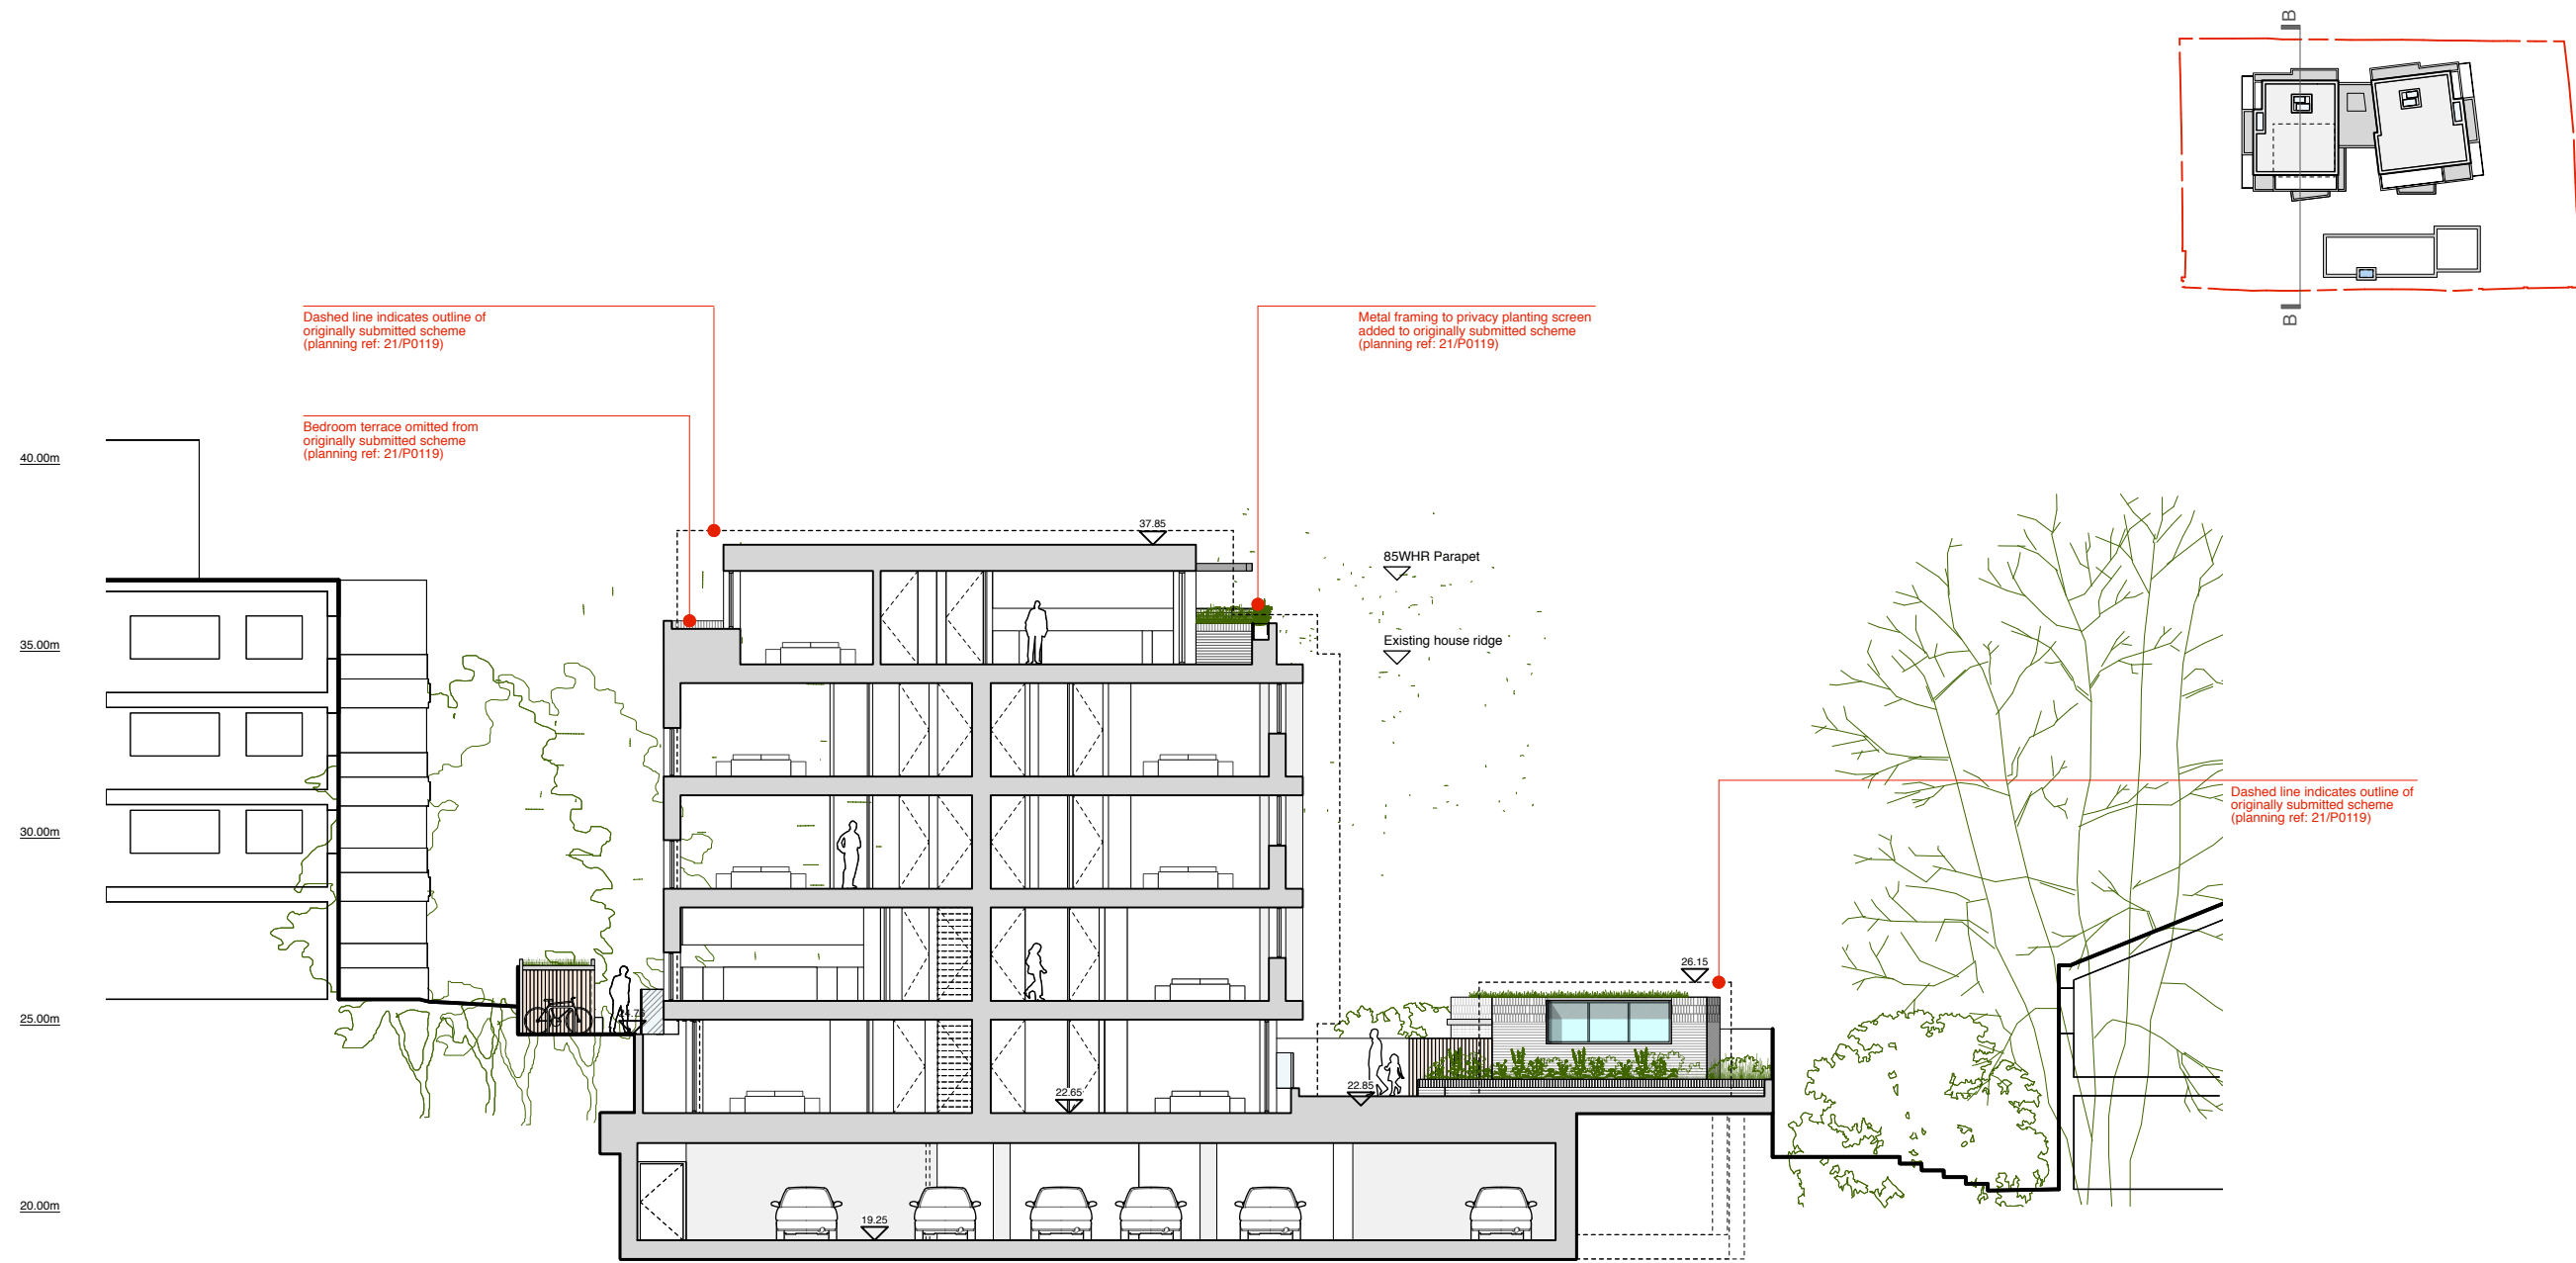 B
B
Dashed line indicates outline of
originally submitted scheme
(planning ref: 21/P0119)
Metal framing to privacy planting screen
added to originally submitted scheme
(planning ref: 21/P0119)
Bedroom terrace omitted from
originally submitted scheme
(planning ref: 21/P0119)
40.00m
37.85
85WHR Parapet
35.00m
Existing house ridge
Dashed line indicates outline of
originally submitted scheme
(planning ref: 21/P0119)
30.00m
26.15
25.00m
22.85
22.65
20.00m
19.25